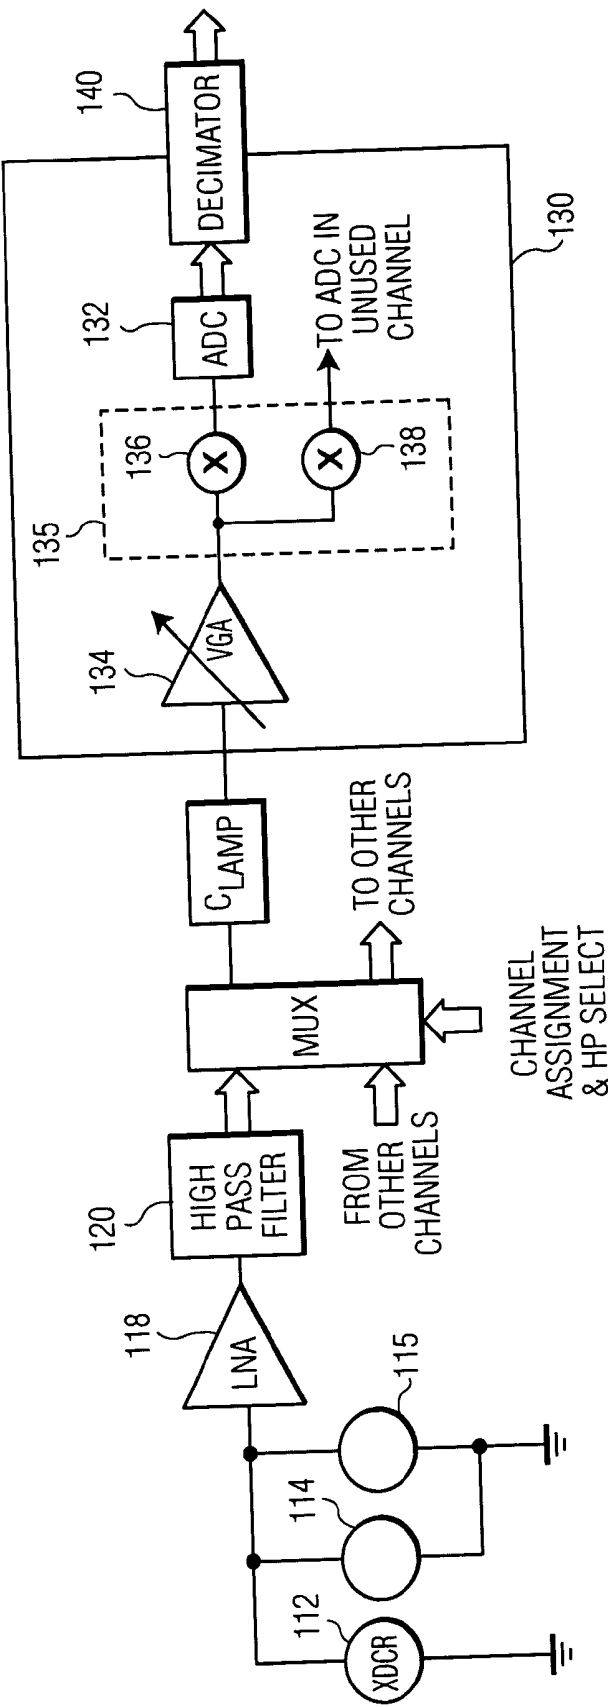 112
XDCR
114
115
118
LNA
120
HIGH
PASS
FILTER
FROM
OTHER
CHANNELS
MUX
CHANNEL
ASSIGNMENT
& HP SELECT
TO OTHER
CHANNELS
CLAMP
134
VGA
135
136
X
138
X
132
ADC
TO ADC IN
UNUSED
CHANNEL
130
140
DECIMATOR